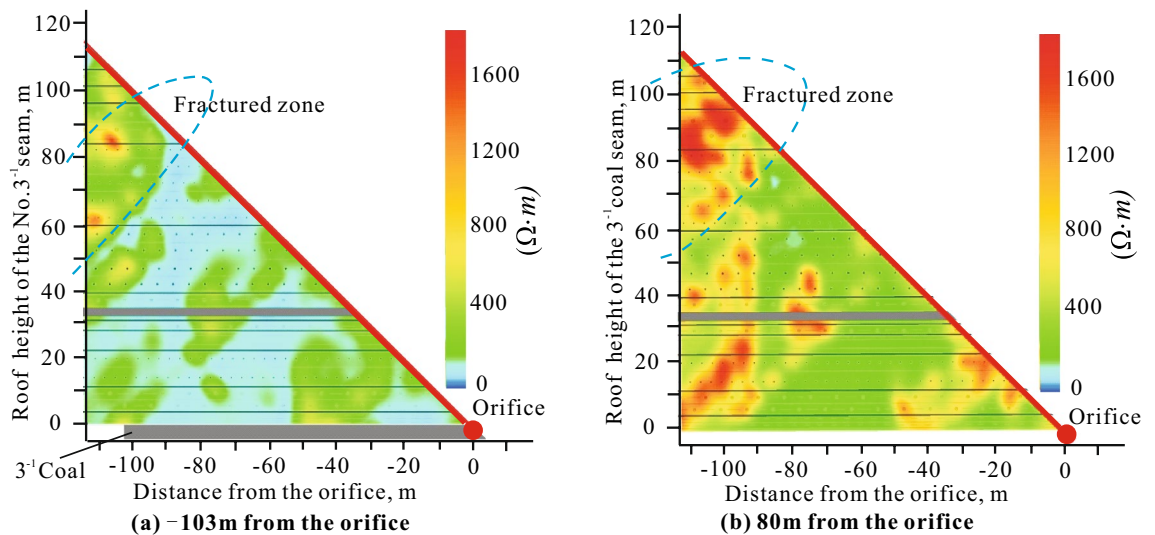 120
100
80
60
40
20
0
Roof height of the No.3⁻¹seam, m
Fractured zone
1600
1200
800
400
0
(Ω·m)
Orifice
3⁻¹Coal
-100 -80 -60 -40 -20 0
Distance from the orifice, m
(a) −103m from the orifice
120
100
80
60
40
20
0
Roof height of the 3⁻¹coal seam, m
Fractured zone
1600
1200
800
400
0
(Ω·m)
Orifice
-100 -80 -60 -40 -20 0
Distance from the orifice, m
(b) 80m from the orifice